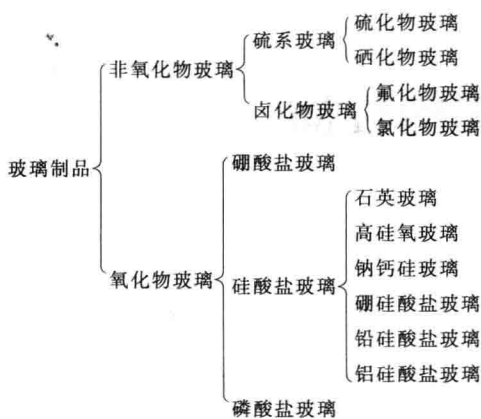 硫化物玻璃
硫系玻璃
硒化物玻璃
非氧化物玻璃
氟化物玻璃
卤化物玻璃
氯化物玻璃
硼酸盐玻璃
玻璃制品
石英玻璃
高硅氧玻璃
钠钙硅玻璃
氧化物玻璃
硅酸盐玻璃
硼硅酸盐玻璃
铅硅酸盐玻璃
铝硅酸盐玻璃
磷酸盐玻璃